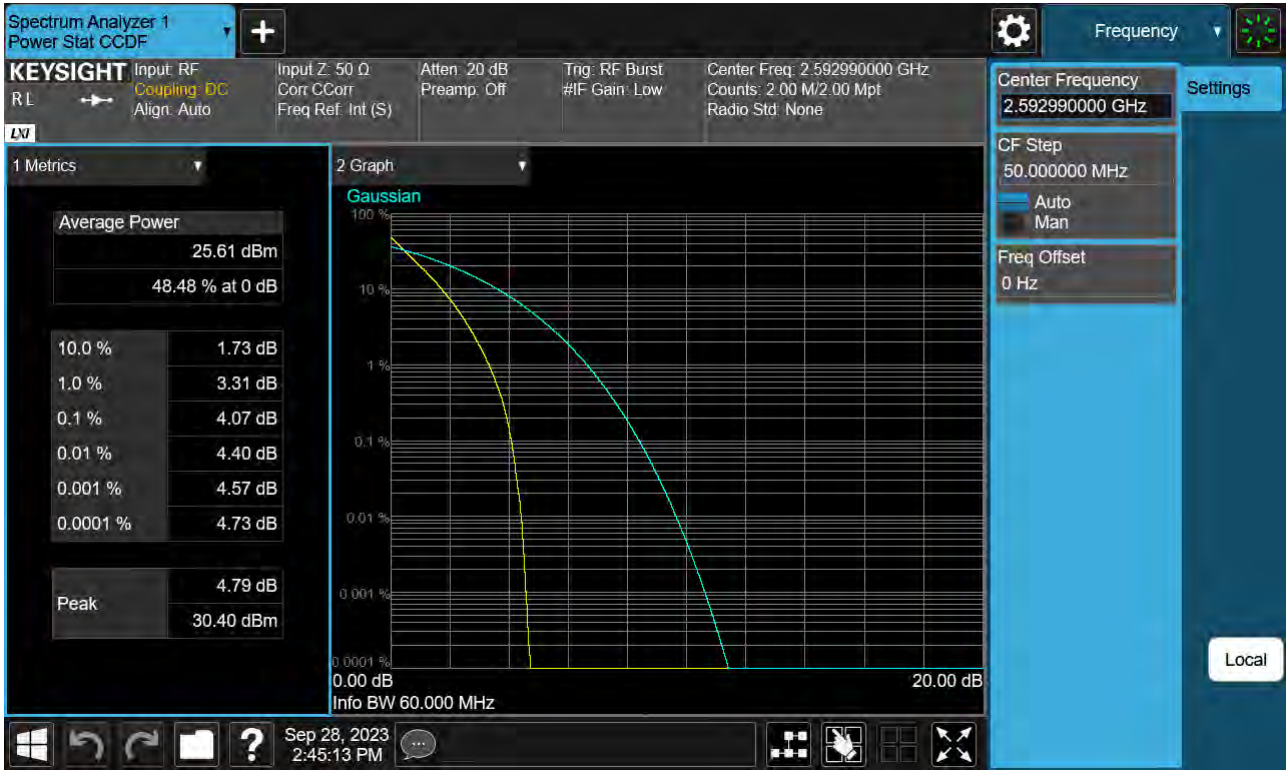 Spectrum Analyzer 1
Power Stat CCDF
Frequency
KEYSIGHT
R L
LXI
Input: RF
Coupling: DC
Align: Auto
Input Z: 50 Ω
Corr CCorr
Freq Ref: Int (S)
Atten: 20 dB
Preamp: Off
Trig: RF Burst
#IF Gain: Low
Center Freq: 2.592990000 GHz
Counts: 2.00 M/2.00 Mpt
Radio Std: None
Center Frequency
2.592990000 GHz
Settings
CF Step
50.000000 MHz
Auto
Man
Freq Offset
0 Hz
Local
1 Metrics
Average Power
25.61 dBm
48.48 % at 0 dB
10.0 % 1.73 dB
1.0 % 3.31 dB
0.1 % 4.07 dB
0.01 % 4.40 dB
0.001 % 4.57 dB
0.0001 % 4.73 dB
Peak
4.79 dB
30.40 dBm
2 Graph
Gaussian
100 %
10 %
1 %
0.1 %
0.01 %
0.001 %
0.0001 %
0.00 dB 20.00 dB
Info BW 60.000 MHz
Sep 28, 2023
2:45:13 PM